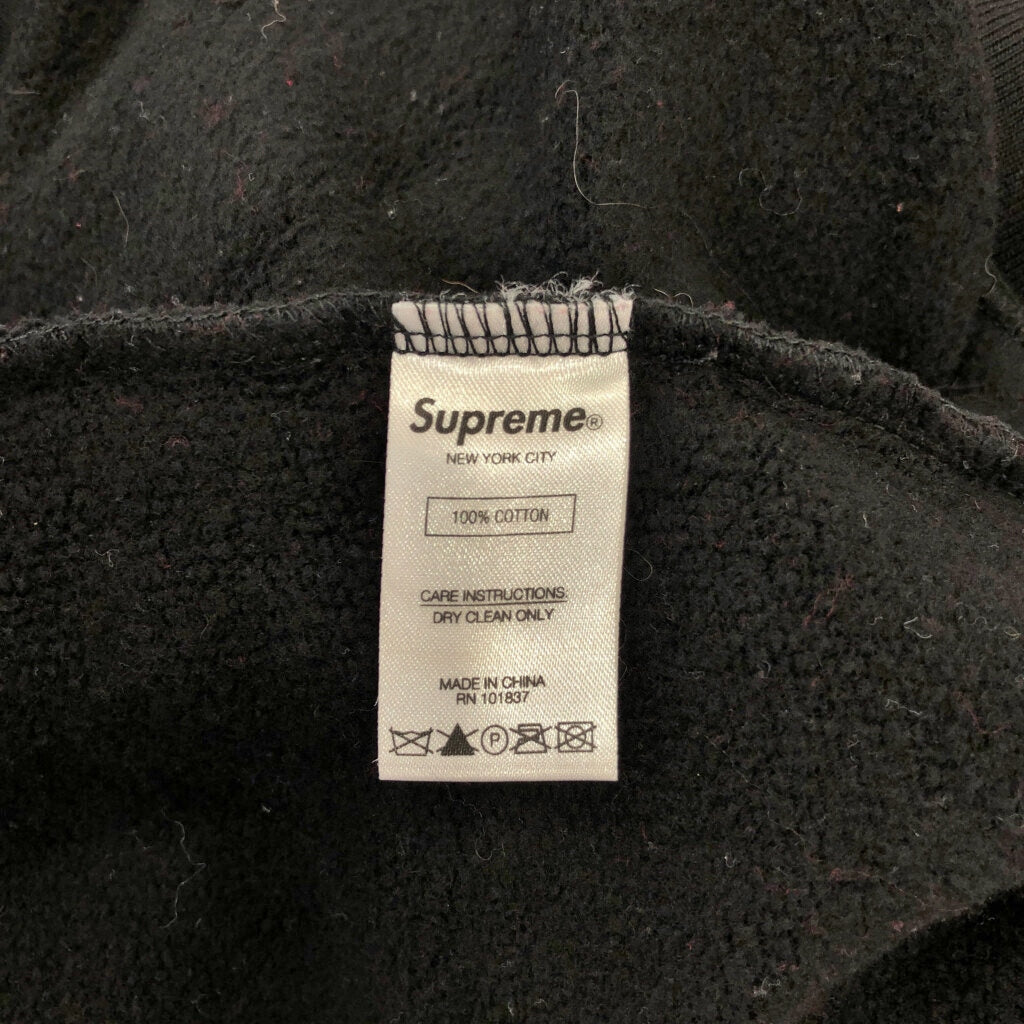 Supreme®
NEW YORK CITY
100% COTTON
CARE INSTRUCTIONS
DRY CLEAN ONLY
MADE IN CHINA
RN 101837
P